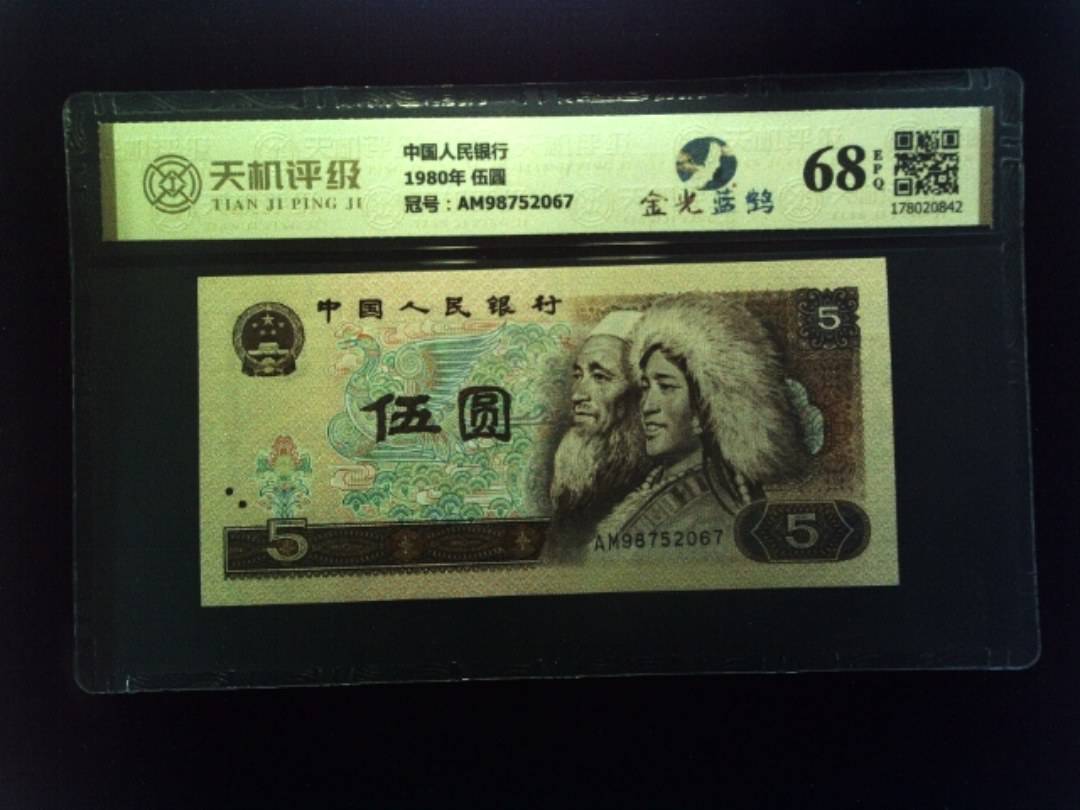 天机评级
TIAN JI PING JI
中国人民银行
1980年 伍圆
冠号：AM98752067
金光蓝鹤
68
EPQ
178020842
中国人民银行
5
伍圆
AM98752067
5
5